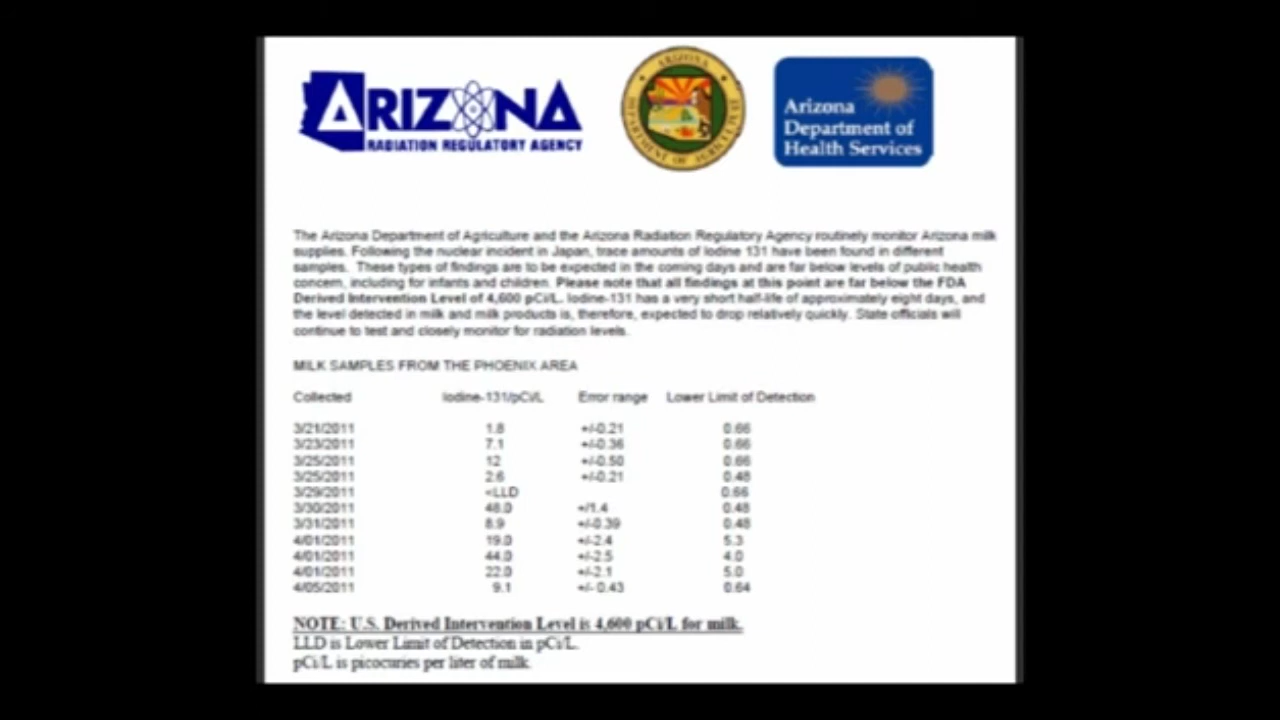 ARIZONA
RADIATION REGULATORY AGENCY
ARIZONA
DEPARTMENT OF AGRICULTURE
Arizona
Department of
Health Services
The Arizona Department of Agriculture and the Arizona Radiation Regulatory Agency routinely monitor Arizona milk
supplies. Following the nuclear incident in Japan, trace amounts of Iodine 131 have been found in different
samples. These types of findings are to be expected in the coming days and are far below levels of public health
concern, including for infants and children. Please note that all findings at this point are far below the FDA
Derived Intervention Level of 4,600 pCi/L. Iodine-131 has a very short half-life of approximately eight days, and
the level detected in milk and milk products is, therefore, expected to drop relatively quickly. State officials will
continue to test and closely monitor for radiation levels.
MILK SAMPLES FROM THE PHOENIX AREA
Collected Iodine-131/pCi/L Error range Lower Limit of Detection
3/21/2011 1.8 +/-0.21 0.66
3/23/2011 7.1 +/-0.36 0.66
3/25/2011 12 +/-0.50 0.66
3/25/2011 2.6 +/-0.21 0.48
3/29/2011 <LLD 0.66
3/30/2011 48.0 +/1.4 0.48
3/31/2011 8.9 +/-0.39 0.48
4/01/2011 19.0 +/-2.4 5.3
4/01/2011 44.0 +/-2.5 4.0
4/01/2011 22.0 +/-2.1 5.0
4/05/2011 9.1 +/- 0.43 0.64
NOTE: U.S. Derived Intervention Level is 4,600 pCi/L for milk.
LLD is Lower Limit of Detection in pCi/L.
pCi/L is picocuries per liter of milk.